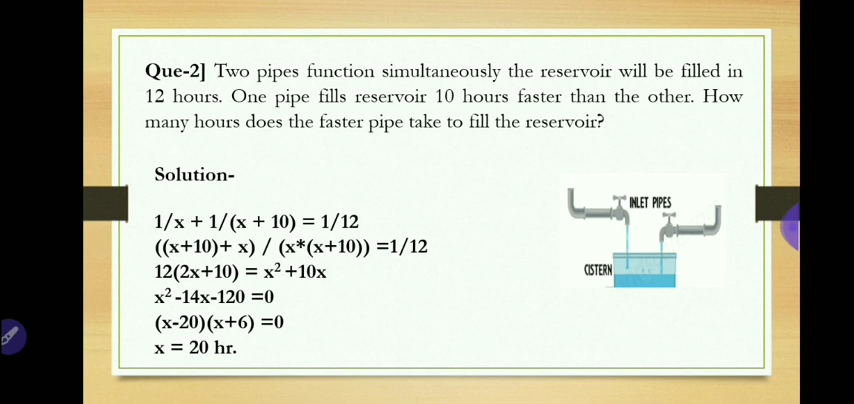 Que-2] Two pipes function simultaneously the reservoir will be filled in
12 hours. One pipe fills reservoir 10 hours faster than the other. How
many hours does the faster pipe take to fill the reservoir?
Solution-
1/x + 1/(x + 10) = 1/12
((x+10)+ x) / (x*(x+10)) =1/12
12(2x+10) = x² +10x
x² -14x-120 =0
(x-20)(x+6) =0
x = 20 hr.
INLET PIPES
CISTERN